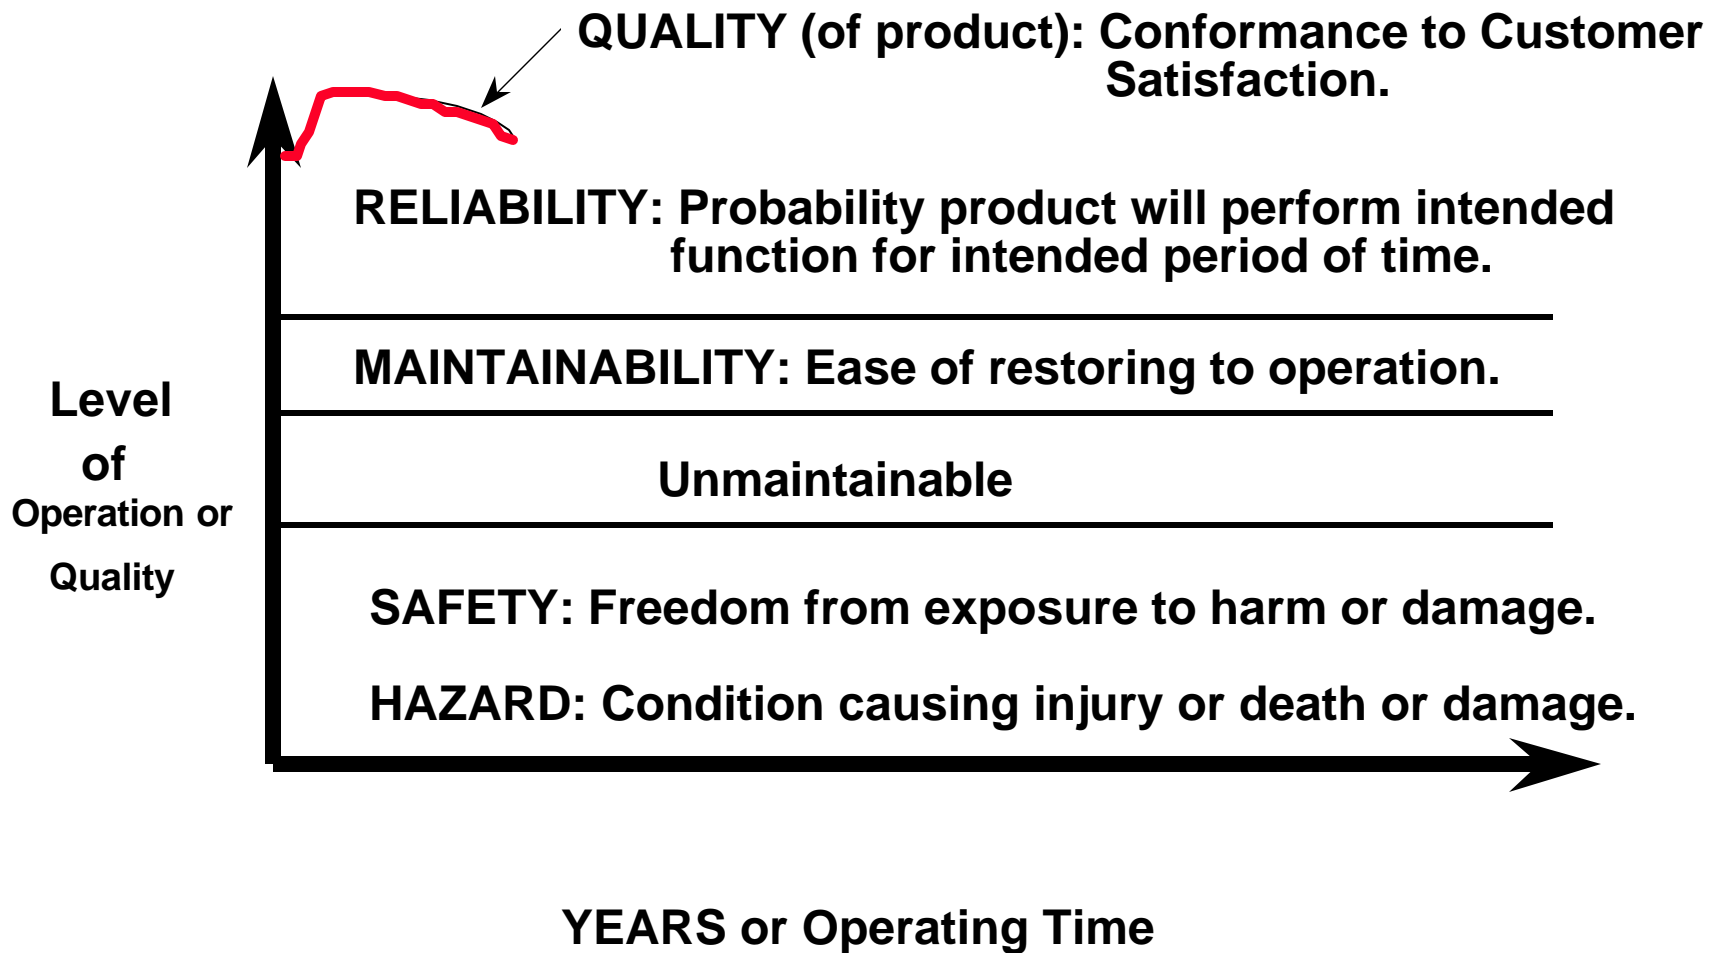 QUALITY (of product): Conformance to Customer
Satisfaction.
RELIABILITY: Probability product will perform intended
function for intended period of time.
MAINTAINABILITY: Ease of restoring to operation.
Level
of
Operation or
Quality
Unmaintainable
SAFETY: Freedom from exposure to harm or damage.
HAZARD: Condition causing injury or death or damage.
YEARS or Operating Time